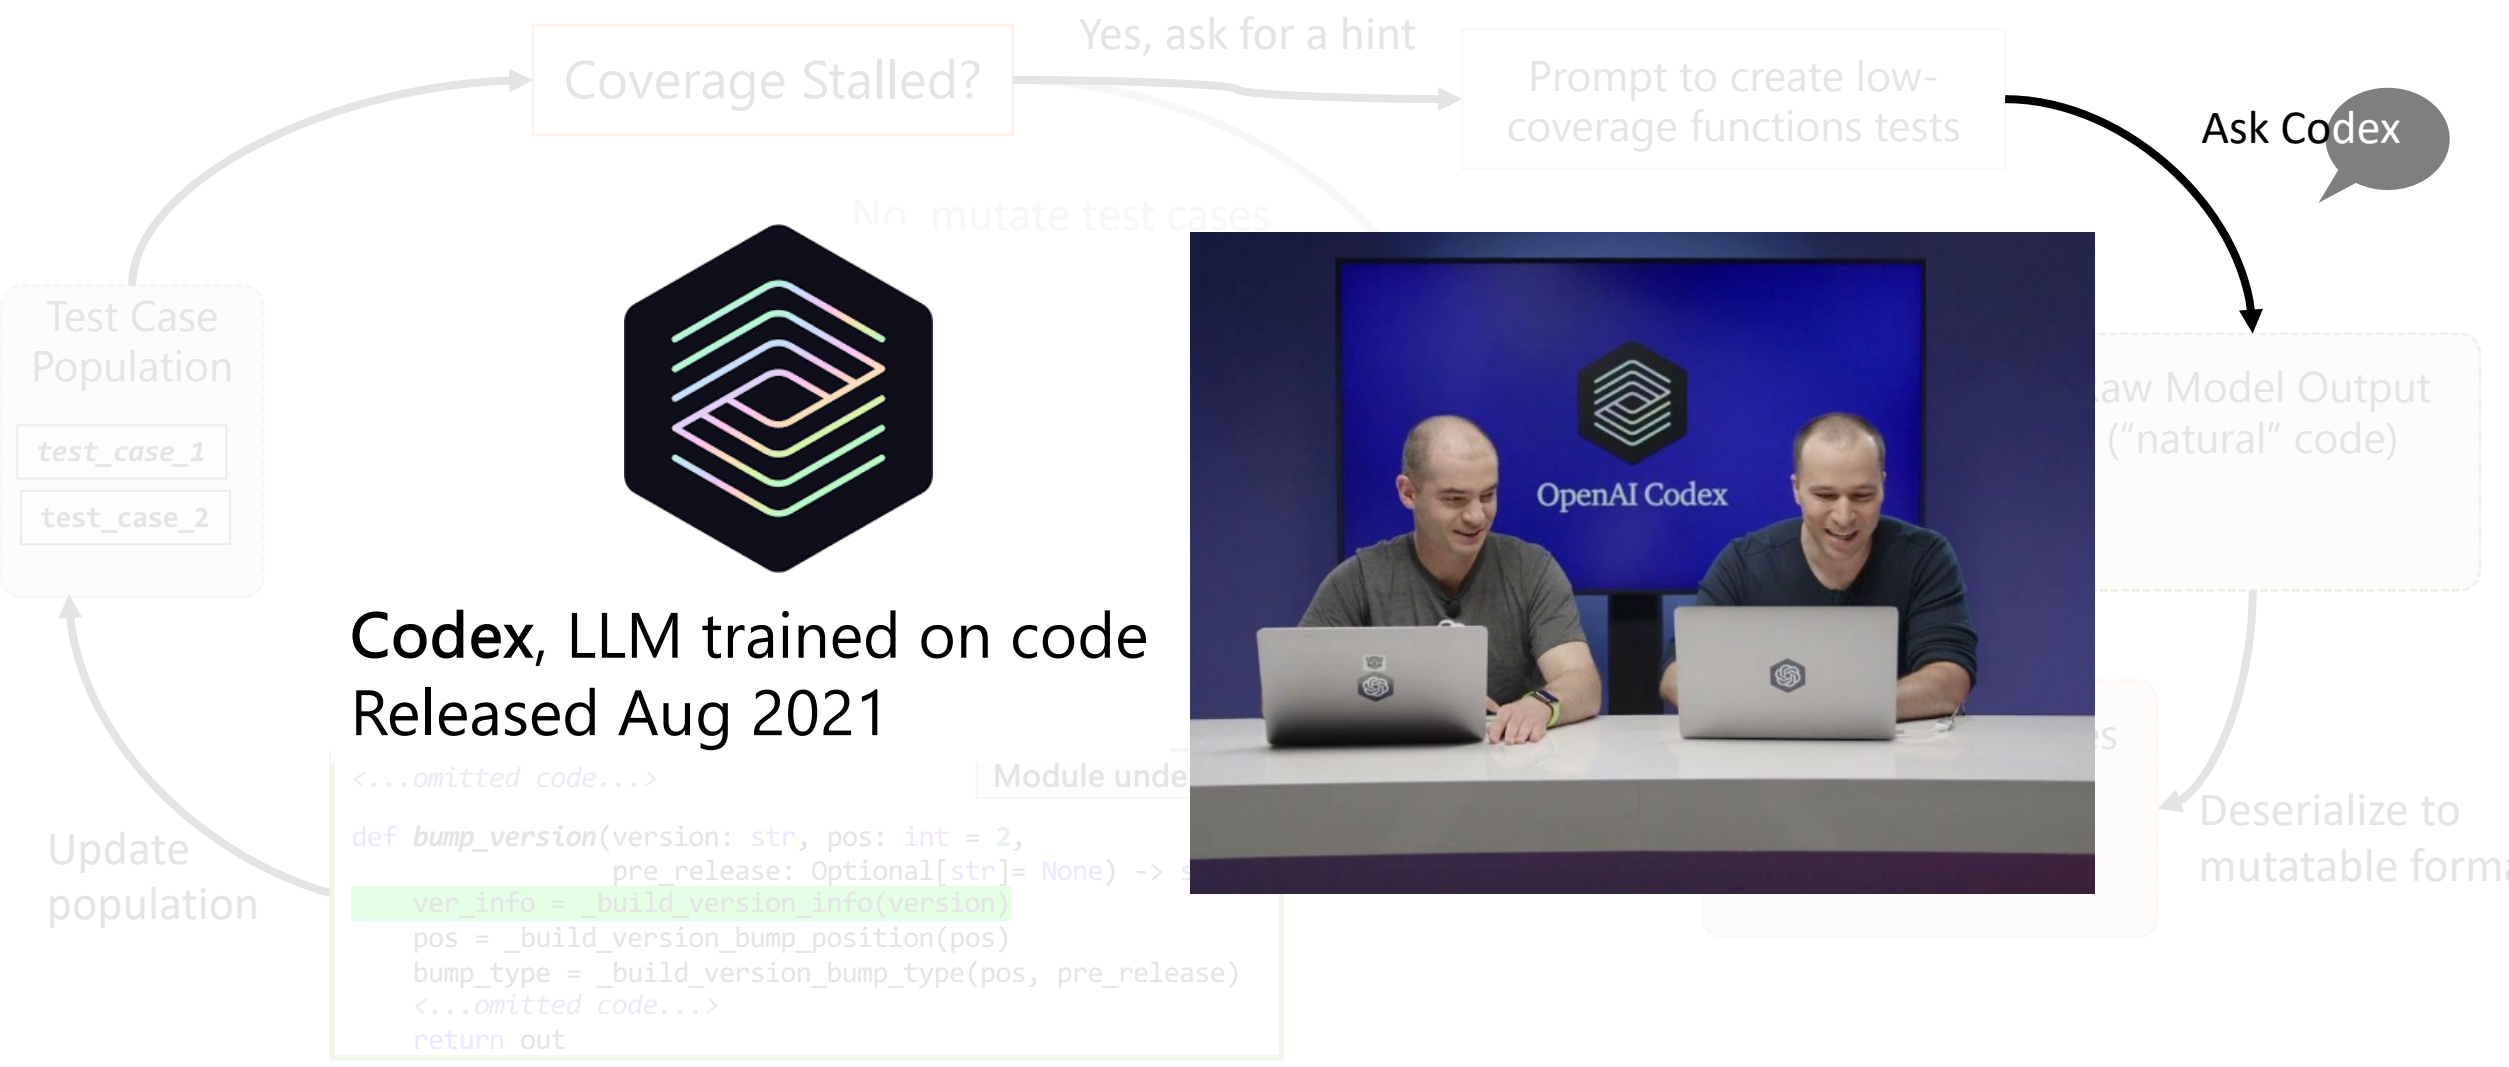 Yes, ask for a hint
Coverage Stalled?
Prompt to create low-
coverage functions tests
Ask Codex
No, mutate test cases
Test Case
Population
test_case_1
test_case_2
OpenAI Codex
Raw Model Output
(“natural” code)
Codex, LLM trained on code
Released Aug 2021
<...omitted code...>
Module unde
def bump_version(version: str, pos: int = 2,
pre_release: Optional[str]= None) -> s
ver_info = _build_version_info(version)
pos = _build_version_bump_position(pos)
bump_type = _build_version_bump_type(pos, pre_release)
<...omitted code...>
return out
Update
population
Deserialize to
mutatable forma